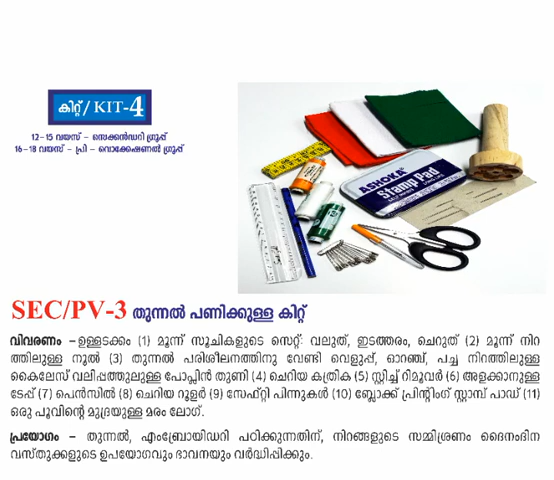 കിറ്റ്/ KIT-4
12-15 വയസ് - സെക്കൻഡറി ഗ്രൂപ്പ്
16-18 വയസ് - പ്രീ - വൊക്കേഷണൽ ഗ്രൂപ്പ്
ASHOKA
Stamp Pad
SEC/PV-3 തുന്നൽ പണിക്കുള്ള കിറ്റ്
വിവരണം - ഉള്ളടക്കം (1) മൂന്ന് സൂചികളുടെ സെറ്റ്: വലുത്, ഇടത്തരം, ചെറുത് (2) മൂന്ന് നിറ
ത്തിലുള്ള നൂൽ (3) തുന്നൽ പരിശീലനത്തിനു വേണ്ടി വെളുപ്പ്, ഓറഞ്ച്, പച്ച നിറത്തിലുള്ള
കൈലേസ് വലിപ്പത്തുലുള്ള പോപ്ലിൻ തുണി (4) ചെറിയ കത്രിക (5) സ്റ്റിച്ച് റിമൂവർ (6) അളക്കാനുള്ള
ടേപ്പ് (7) പെൻസിൽ (8) ചെറിയ റൂളർ (9) സേഫ്റ്റി പിന്നുകൾ (10) ബ്ലോക്ക് പ്രിന്റിംഗ് സ്റ്റാമ്പ് പാഡ് (11)
ഒരു പൂവിന്റെ മുദ്രയുള്ള മരം ലോഗ്.
പ്രയോഗം - തുന്നൽ, എംബ്രോയിഡറി പഠിക്കുന്നതിന്, നിറങ്ങളുടെ സമ്മിശ്രണം ദൈനംദിന
വസ്തുക്കളുടെ ഉപയോഗവും ഭാവനയും വർദ്ധിപ്പിക്കും.